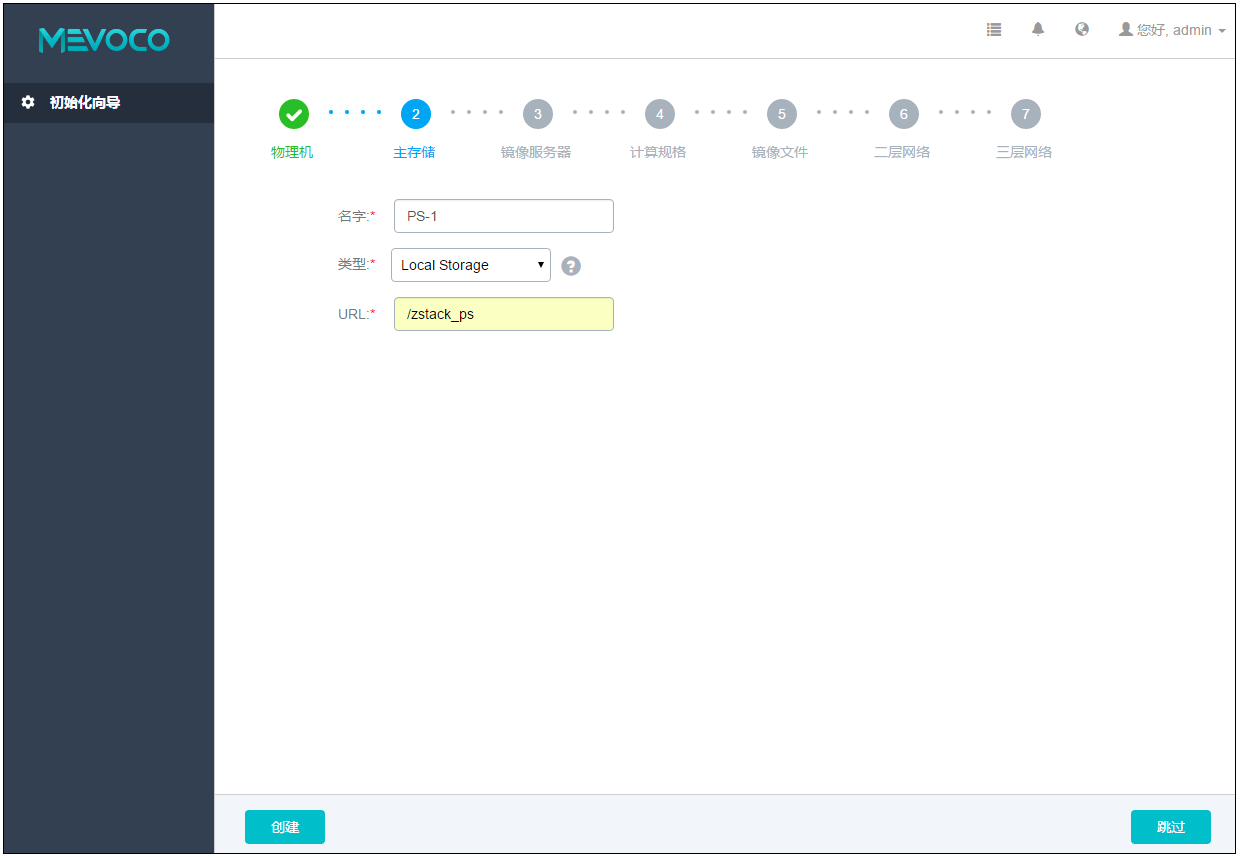 MEVOCO
您好, admin
初始化向导
2 3 4 5 6 7
物理机 主存储 镜像服务器 计算规格 镜像文件 二层网络 三层网络
名字:* PS-1
类型:* Local Storage ?
URL:* /zstack_ps
创建 跳过